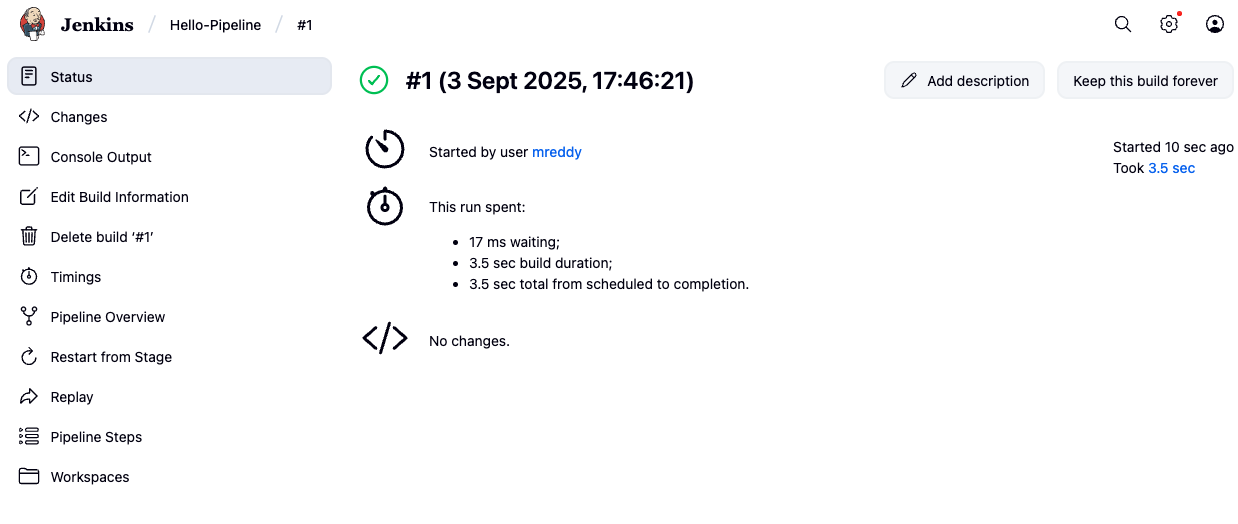 Jenkins / Hello-Pipeline / #1
Status
Changes
Console Output
Edit Build Information
Delete build ‘#1’
Timings
Pipeline Overview
Restart from Stage
Replay
Pipeline Steps
Workspaces
#1 (3 Sept 2025, 17:46:21)
Add description
Keep this build forever
Started by user mreddy
Started 10 sec ago
Took 3.5 sec
This run spent:
• 17 ms waiting;
• 3.5 sec build duration;
• 3.5 sec total from scheduled to completion.
No changes.